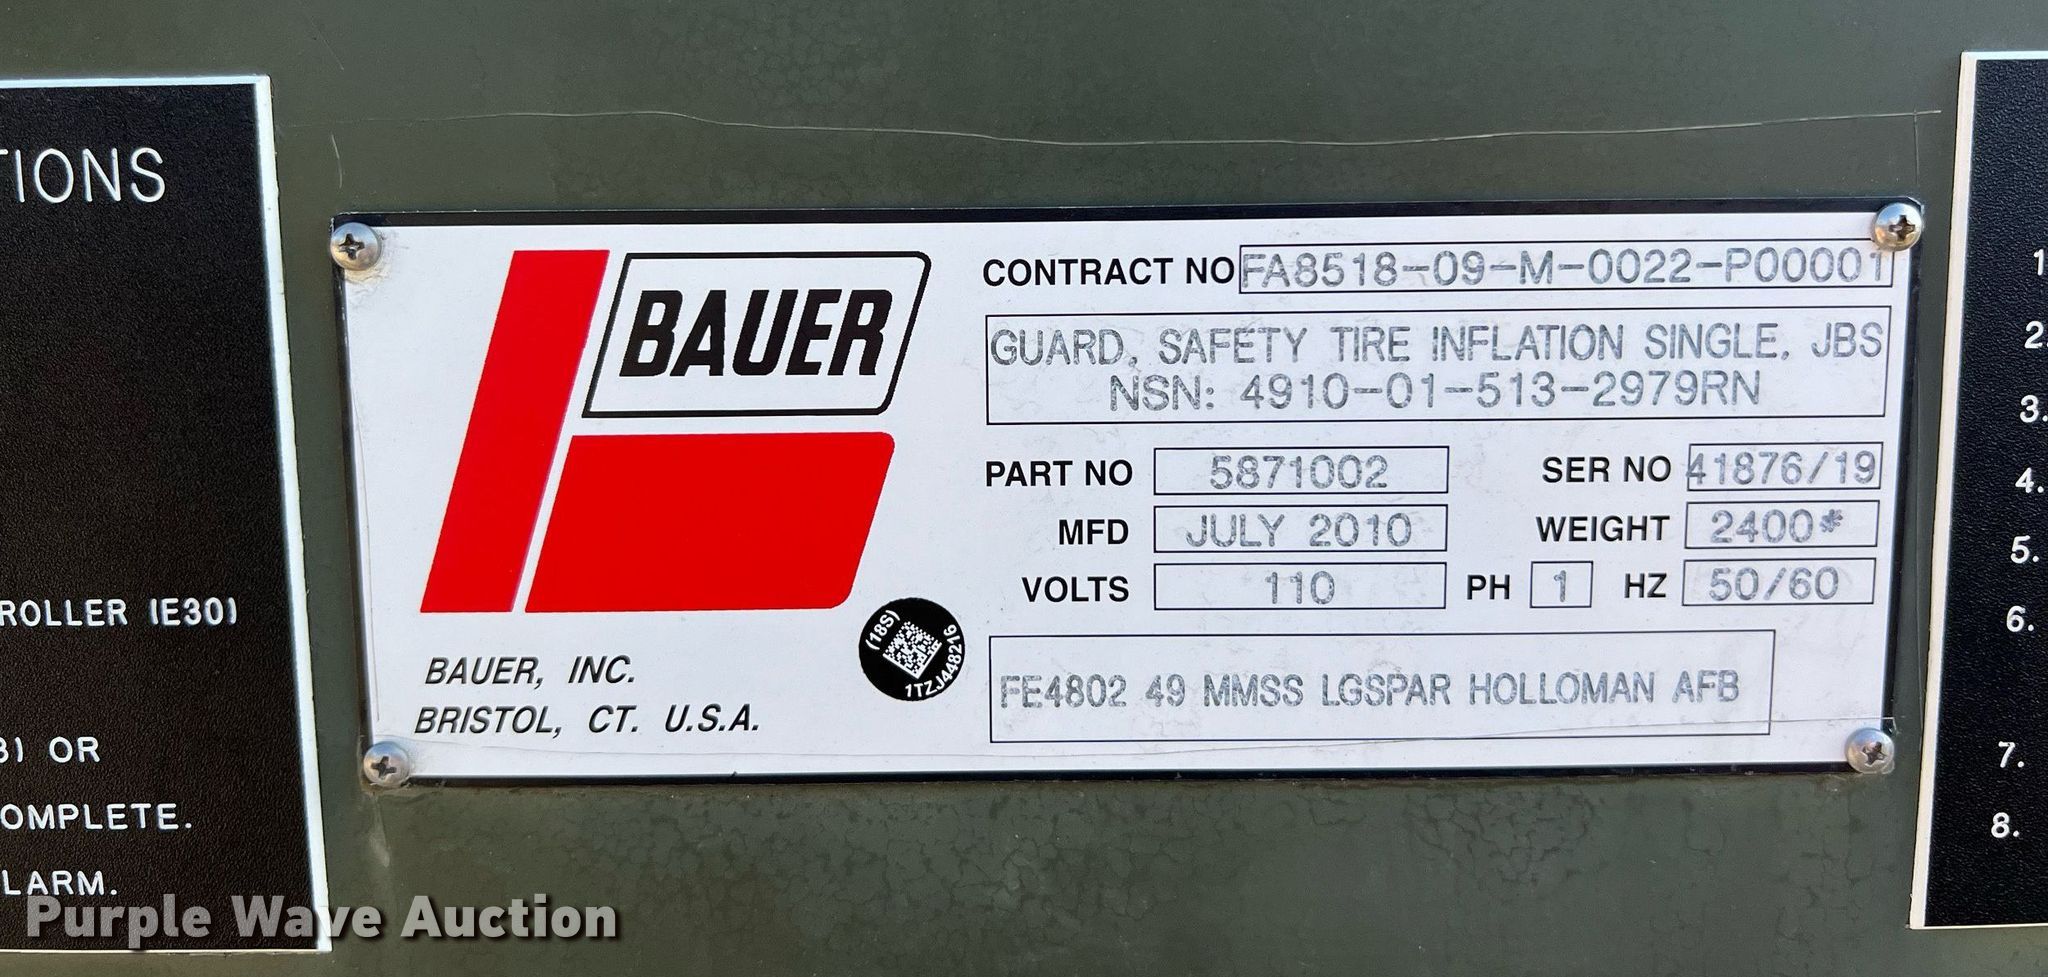 TIONS
ROLLER (E30)
3) OR
OMPLETE.
LARM.
BAUER
BAUER, INC.
BRISTOL, CT. U.S.A.
(18S)
1TZJ448216
CONTRACT NO FA8518-09-M-0022-P00001
GUARD, SAFETY TIRE INFLATION SINGLE, JBS
NSN: 4910-01-513-2979RN
PART NO 5871002 SER NO 41876/19
MFD JULY 2010 WEIGHT 2400#
VOLTS 110 PH 1 HZ 50/60
FE4802 49 MMSS LGSPAR HOLLOMAN AFB
1
2.
3.
4.
5.
6.
7.
8.
Purple Wave Auction